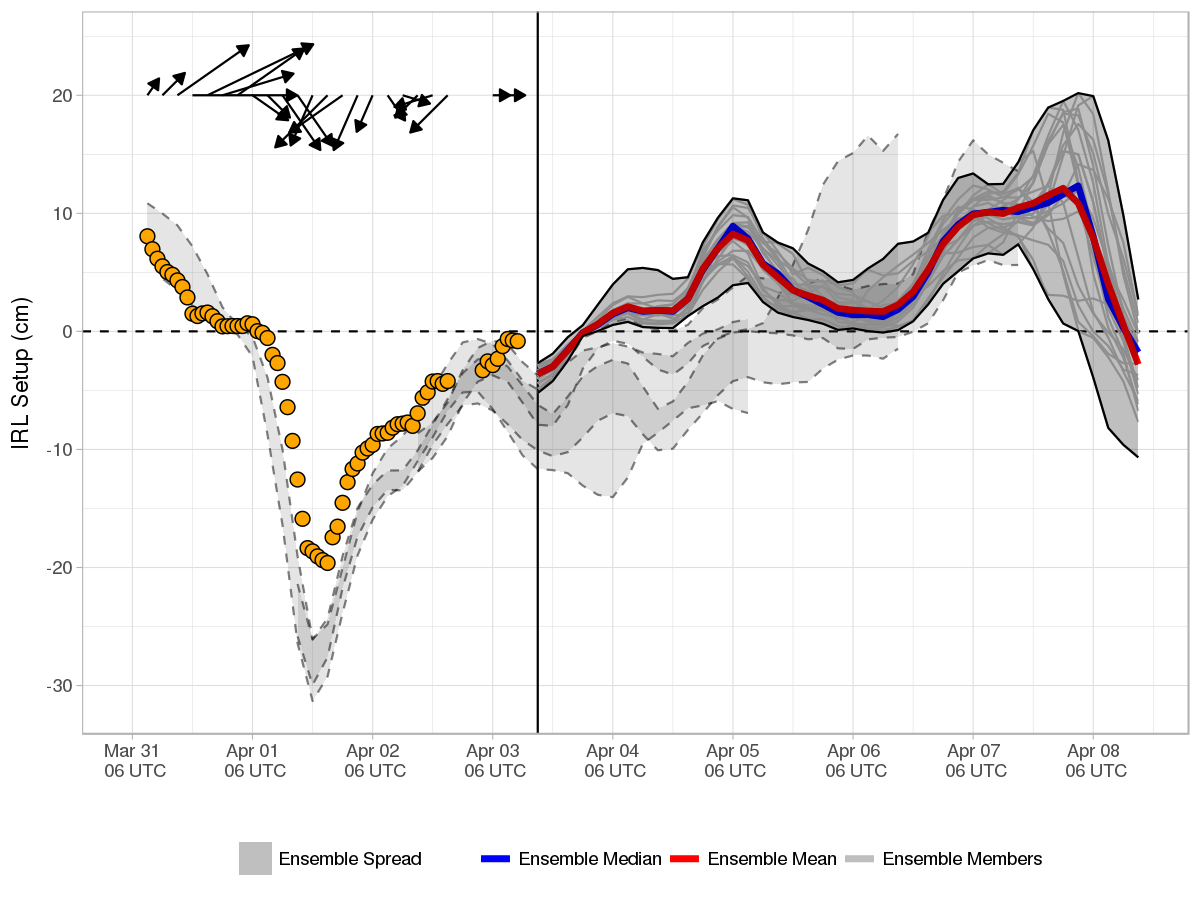 IRL Setup (cm)
20
10
0
-10
-20
-30
Mar 31 Apr 01 Apr 02 Apr 03 Apr 04 Apr 05 Apr 06 Apr 07 Apr 08
06 UTC 06 UTC 06 UTC 06 UTC 06 UTC 06 UTC 06 UTC 06 UTC 06 UTC
Ensemble Spread Ensemble Median Ensemble Mean Ensemble Members